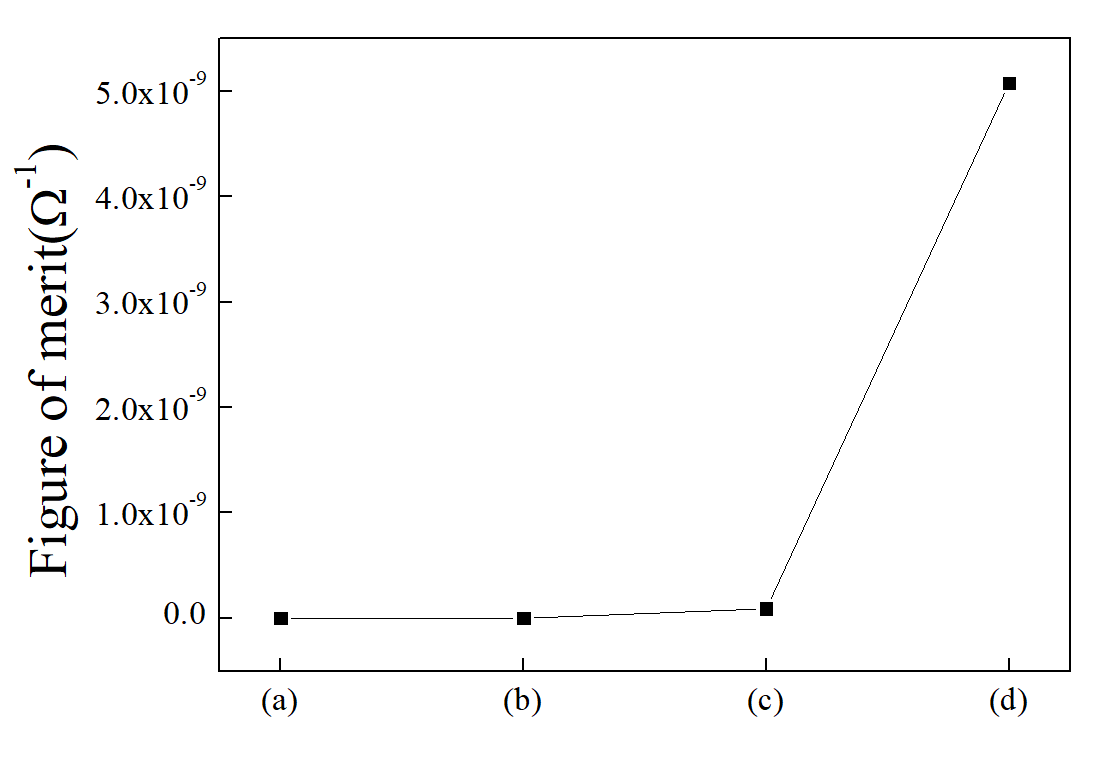 Figure of merit(Ω⁻¹)
5.0x10⁻⁹
4.0x10⁻⁹
3.0x10⁻⁹
2.0x10⁻⁹
1.0x10⁻⁹
0.0
(a) (b) (c) (d)